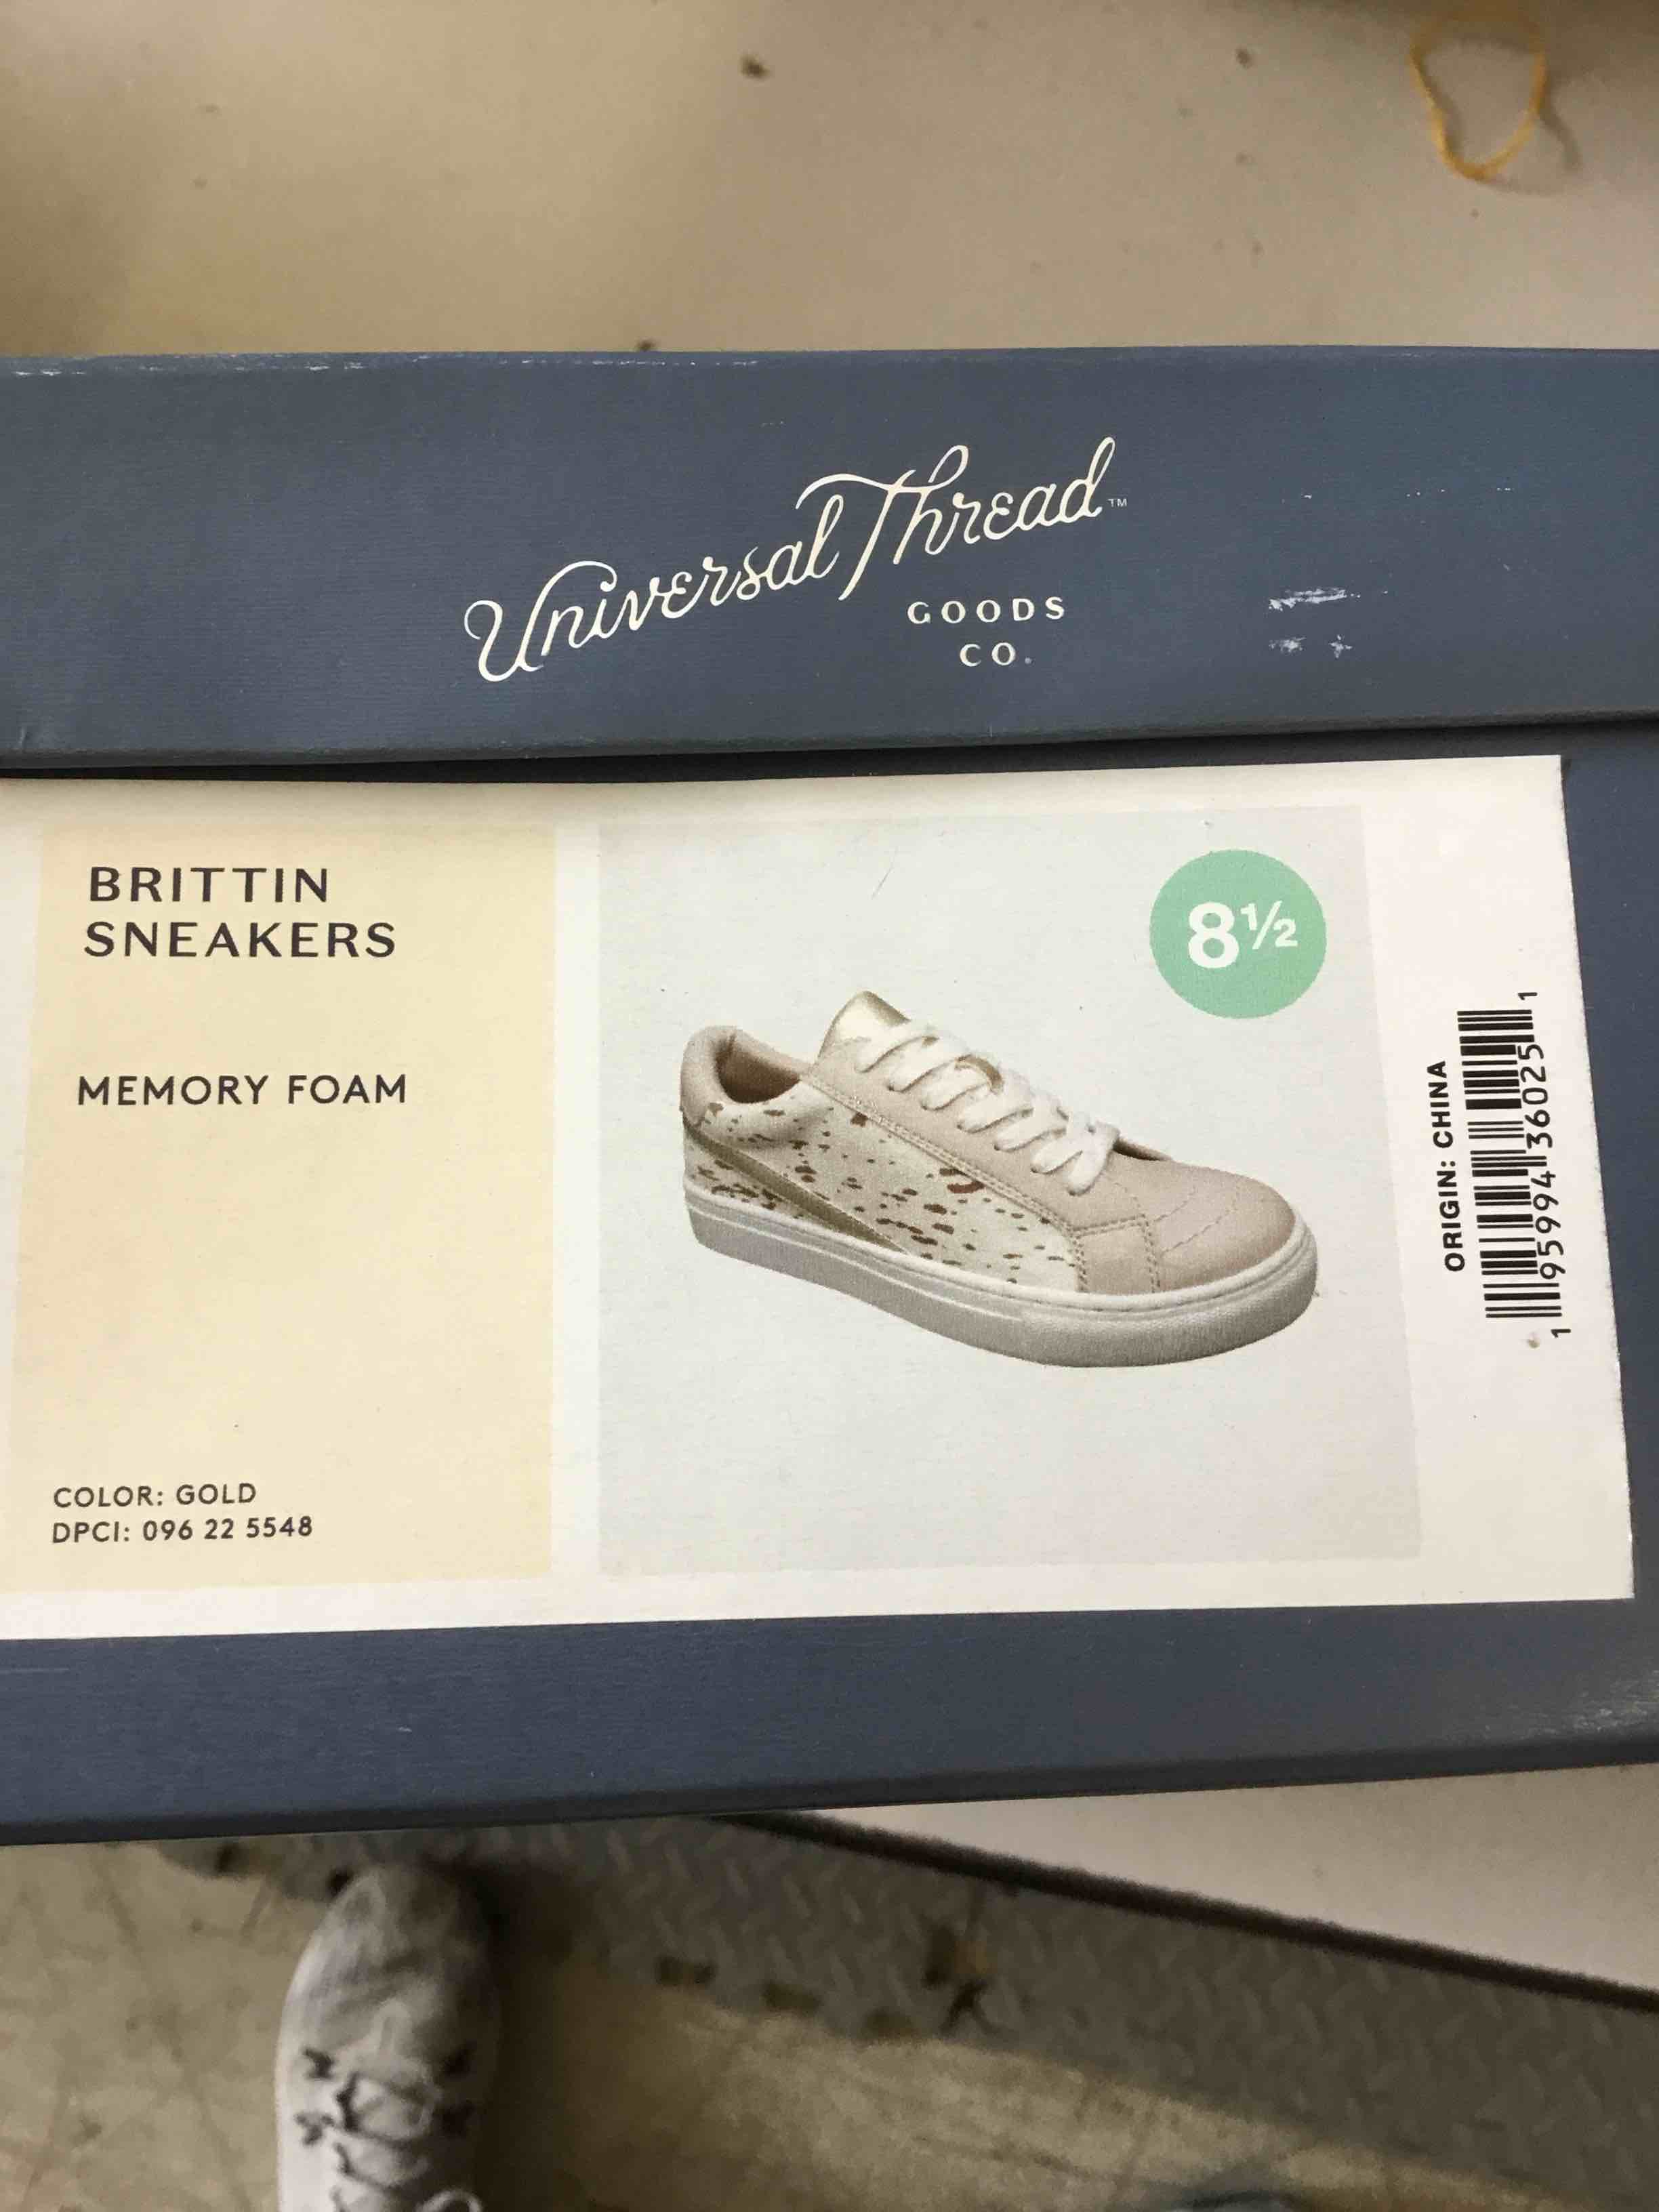 Universal Thread™
GOODS
CO.
BRITTIN
SNEAKERS
MEMORY FOAM
COLOR: GOLD
DPCI: 096 22 5548
8½
ORIGIN: CHINA
1 95994 36025 1